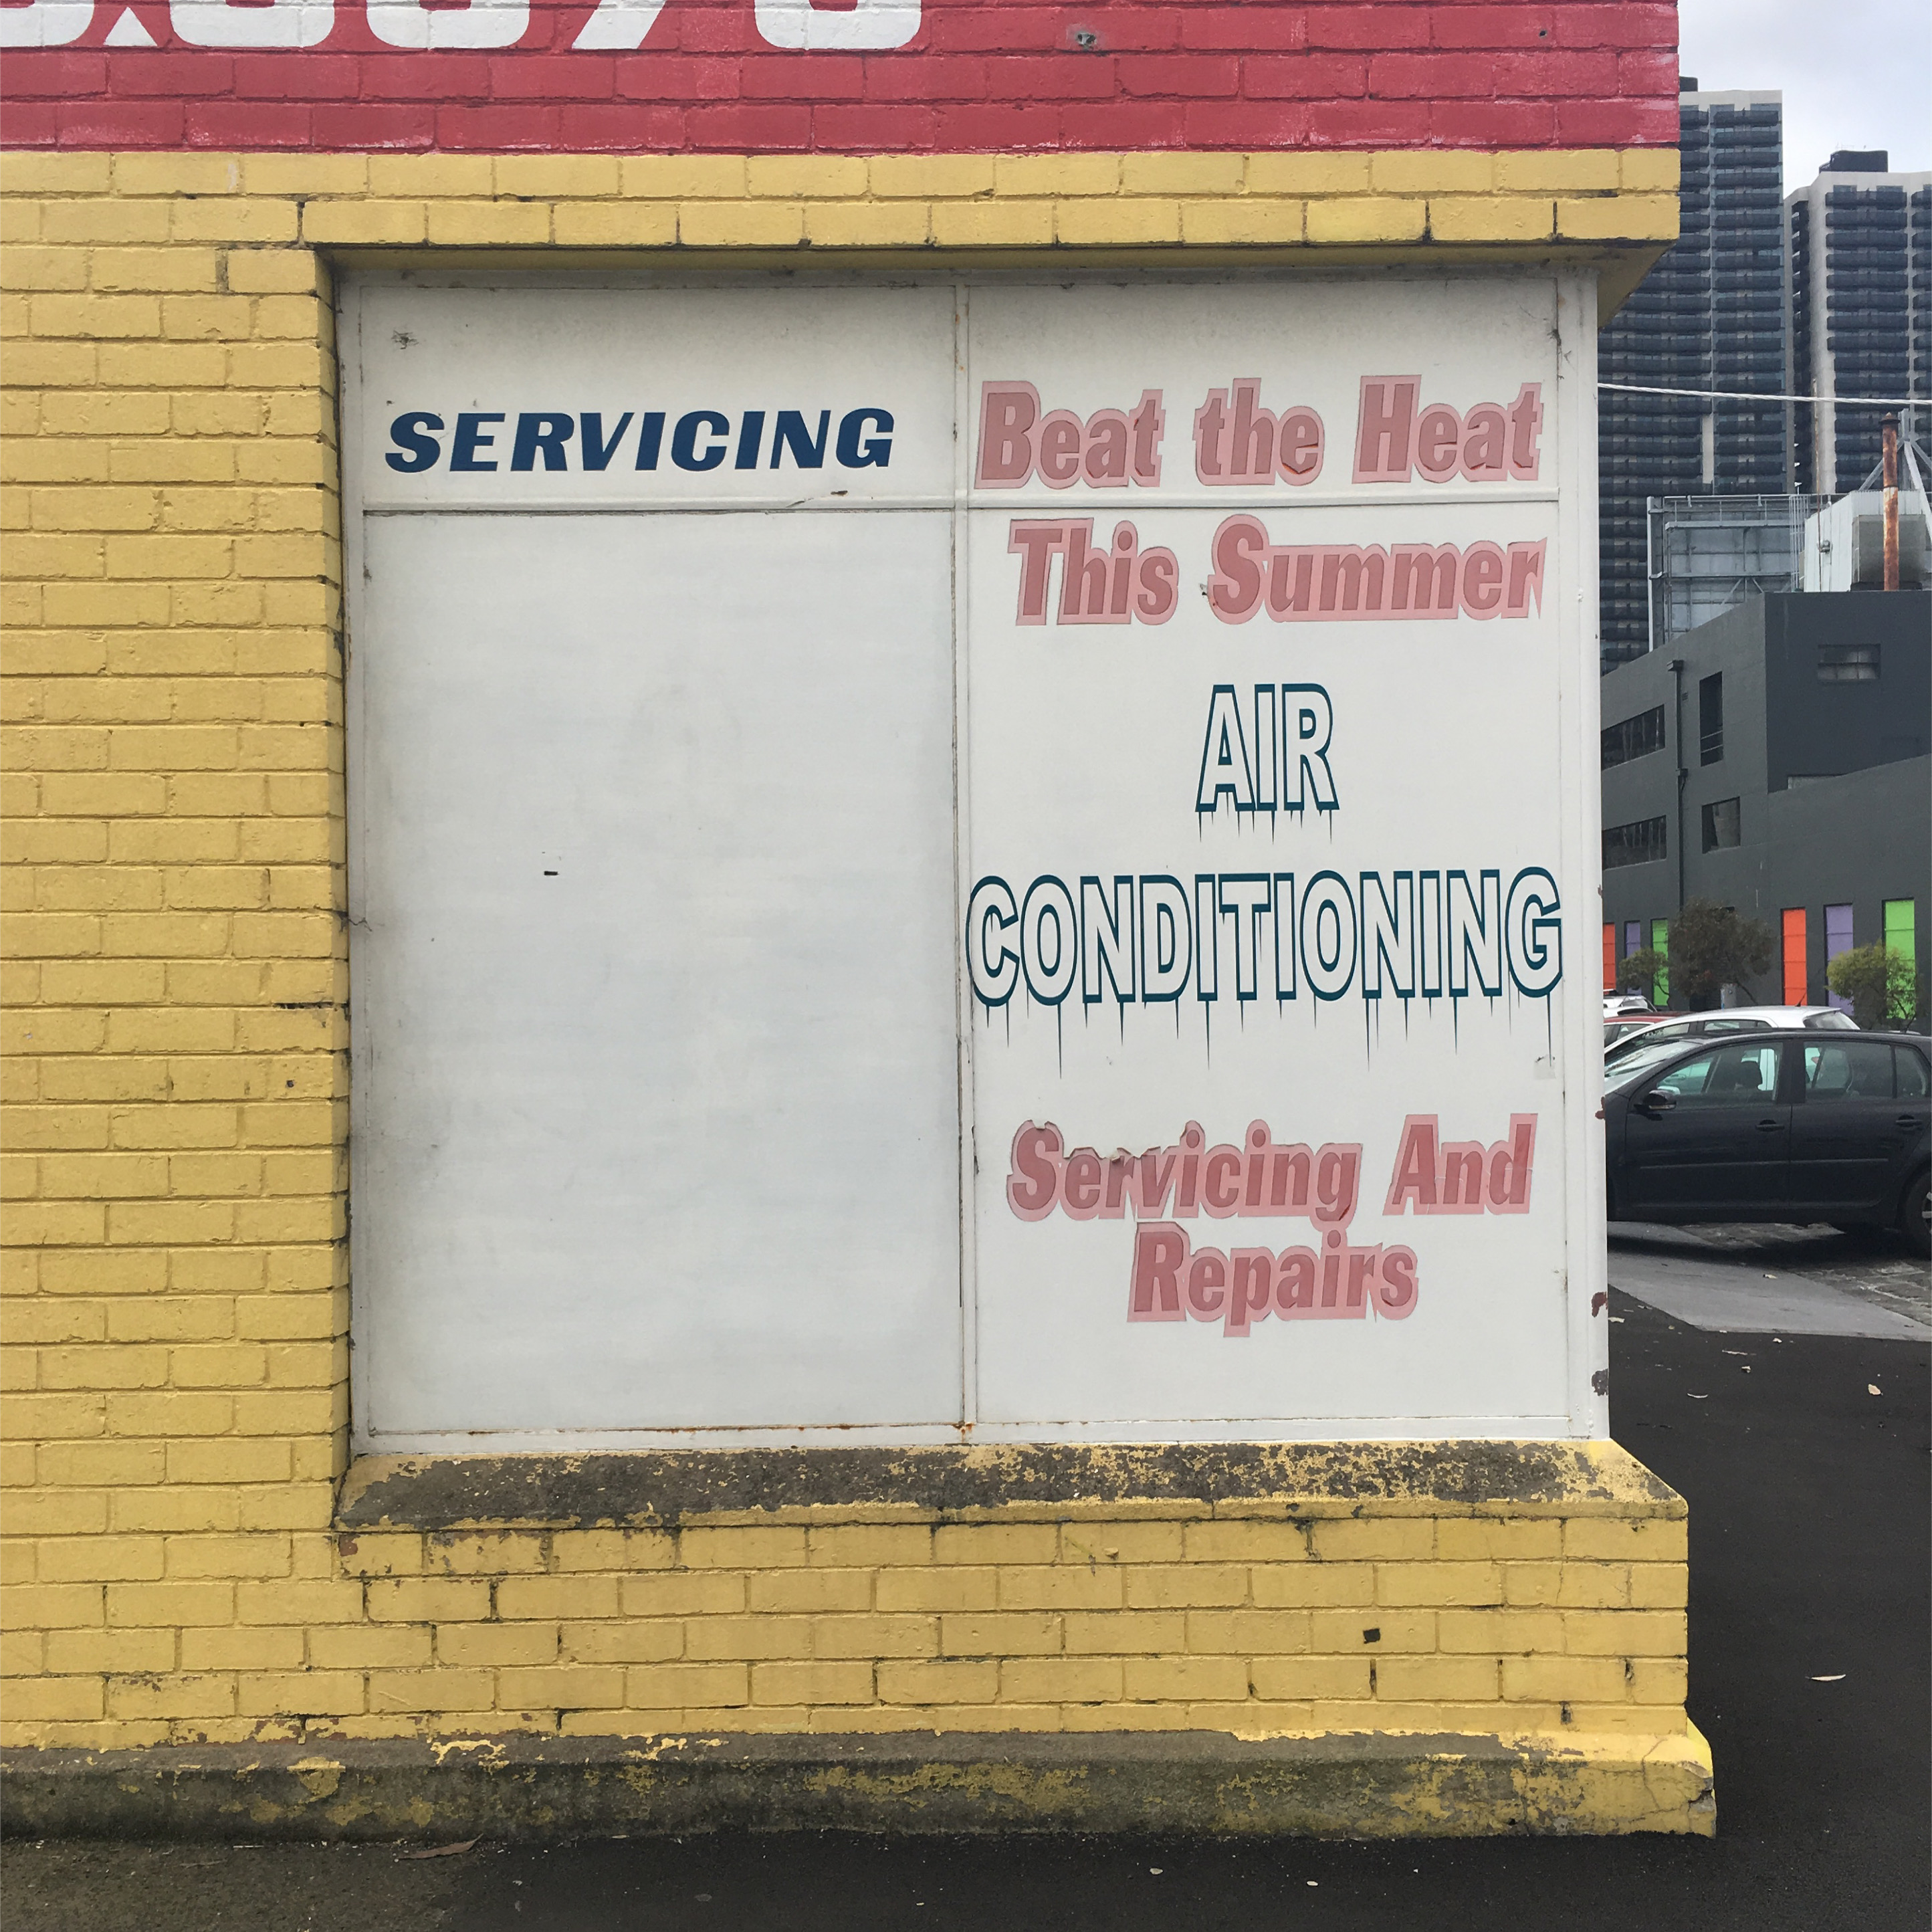 SERVICING
Beat the Heat
This Summer
AIR
CONDITIONING
Servicing And
Repairs